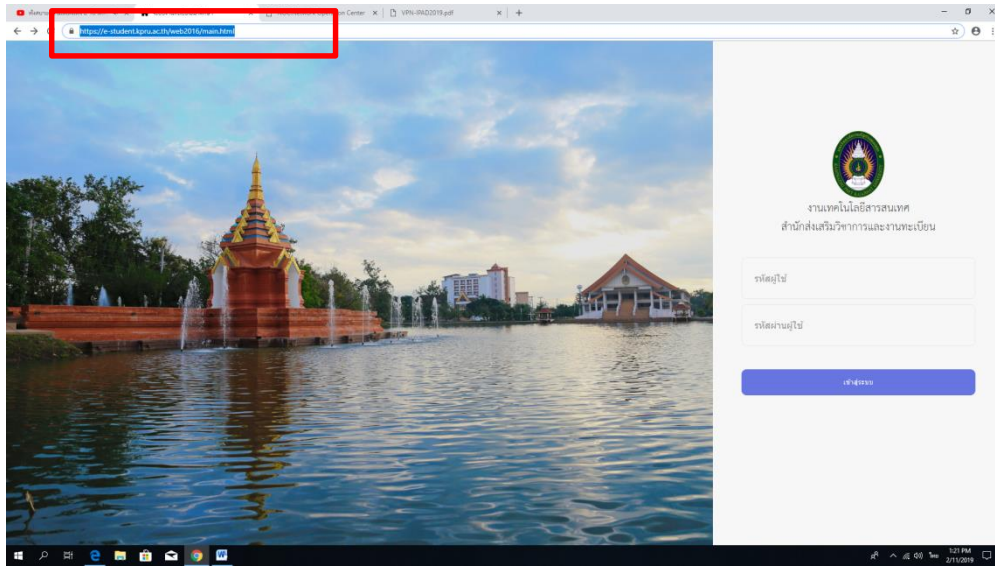 Center
VPN-IPAD2019.pdf
https://e-student.kpru.ac.th/web2016/main.html
งานเทคโนโลยีสารสนเทศ
สำนักส่งเสริมวิชาการและงานทะเบียน
รหัสผู้ใช้
รหัสผ่านผู้ใช้
เข้าสู่ระบบ
ไทย
1:21 PM
2/11/2019